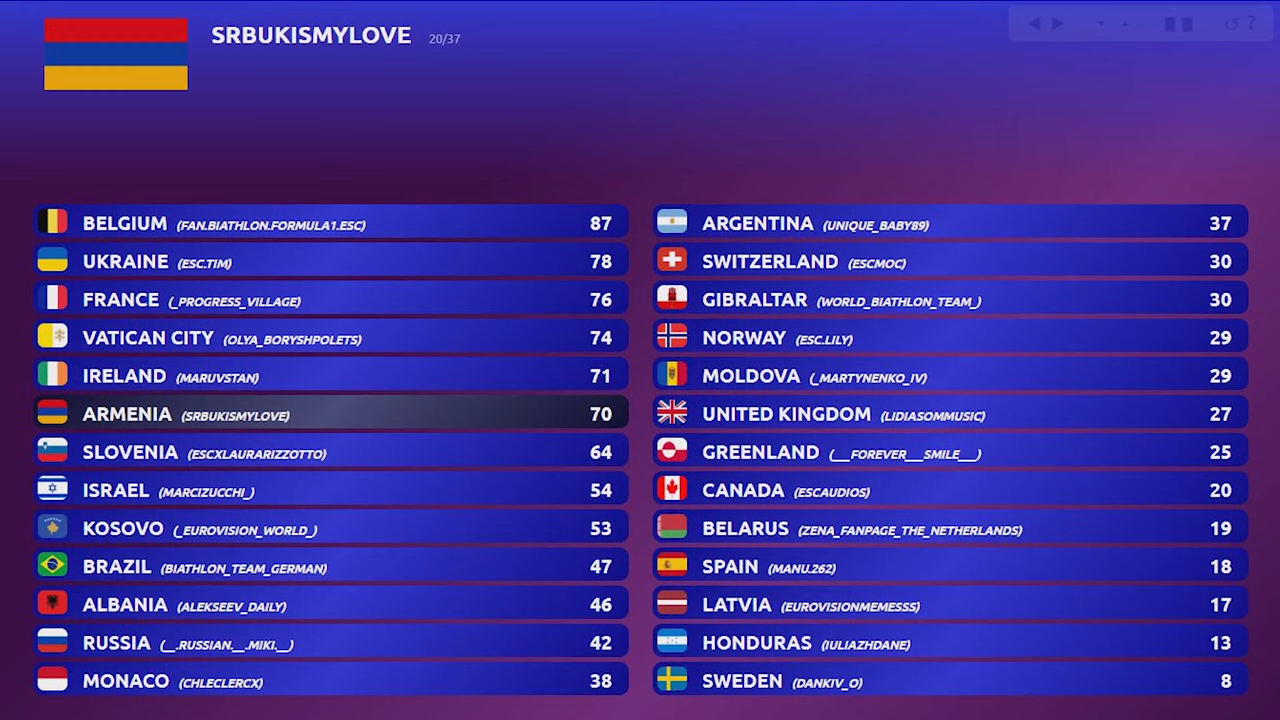 SRBUKISMYLOVE 20/37
?
BELGIUM (FAN.BIATHLON.FORMULA1.ESC) 87
UKRAINE (ESC.TIM) 78
FRANCE (_PROGRESS_VILLAGE) 76
VATICAN CITY (OLYA_BORYSHPOLETS) 74
IRELAND (MARUVSTAN) 71
ARMENIA (SRBUKISMYLOVE) 70
SLOVENIA (ESCXLAURARIZZOTTO) 64
ISRAEL (MARCIZUCCHI_) 54
KOSOVO (_EUROVISION_WORLD_) 53
BRAZIL (BIATHLON_TEAM_GERMAN) 47
ALBANIA (ALEKSEEV_DAILY) 46
RUSSIA (__.RUSSIAN.__.MIKI.__) 42
MONACO (CHLECLERCX) 38
ARGENTINA (UNIQUE_BABY89) 37
SWITZERLAND (ESCMOC) 30
GIBRALTAR (WORLD_BIATHLON_TEAM_) 30
NORWAY (ESC.LILY) 29
MOLDOVA (_MARTYNENKO_IV) 29
UNITED KINGDOM (LIDIASOMMUSIC) 27
GREENLAND (__FOREVER___SMILE___) 25
CANADA (ESCAUDIOS) 20
BELARUS (ZENA_FANPAGE_THE_NETHERLANDS) 19
SPAIN (MANU.262) 18
LATVIA (EUROVISIONMEMESSS) 17
HONDURAS (IULIAZHDANE) 13
SWEDEN (DANKIV_O) 8